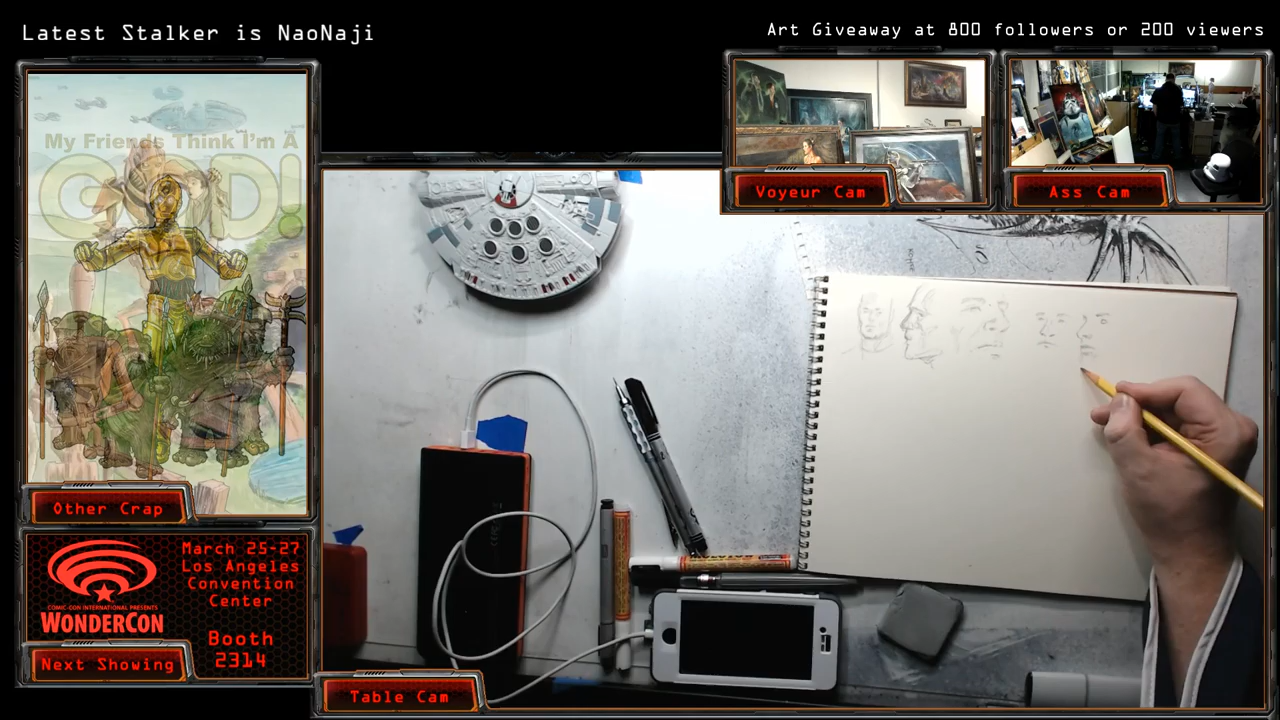 Latest Stalker is NaoNaji
Art Giveaway at 800 followers or 200 viewers
My Friends Think I'm A
GOD!
Voyeur Cam
Ass Cam
Other Crap
COMIC-CON INTERNATIONAL PRESENTS
WONDERCON
March 25-27
Los Angeles
Convention
Center
Booth
2314
Next Showing
Table Cam